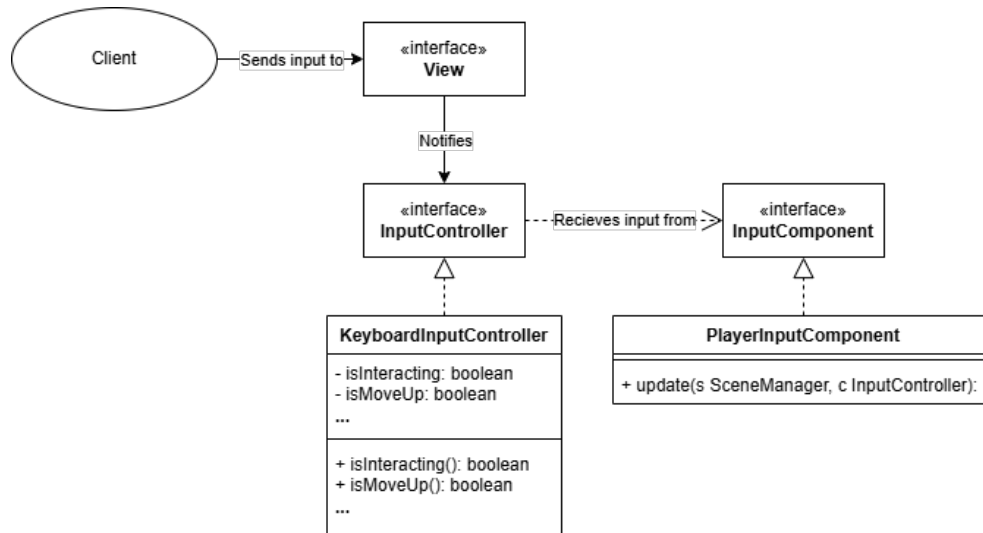 Client
Sends input to
«interface»
View
Notifies
«interface»
InputController
Recieves input from
«interface»
InputComponent
KeyboardInputController
- isInteracting: boolean
- isMoveUp: boolean
...
+ isInteracting(): boolean
+ isMoveUp(): boolean
...
PlayerInputComponent
+ update(s SceneManager, c InputController):